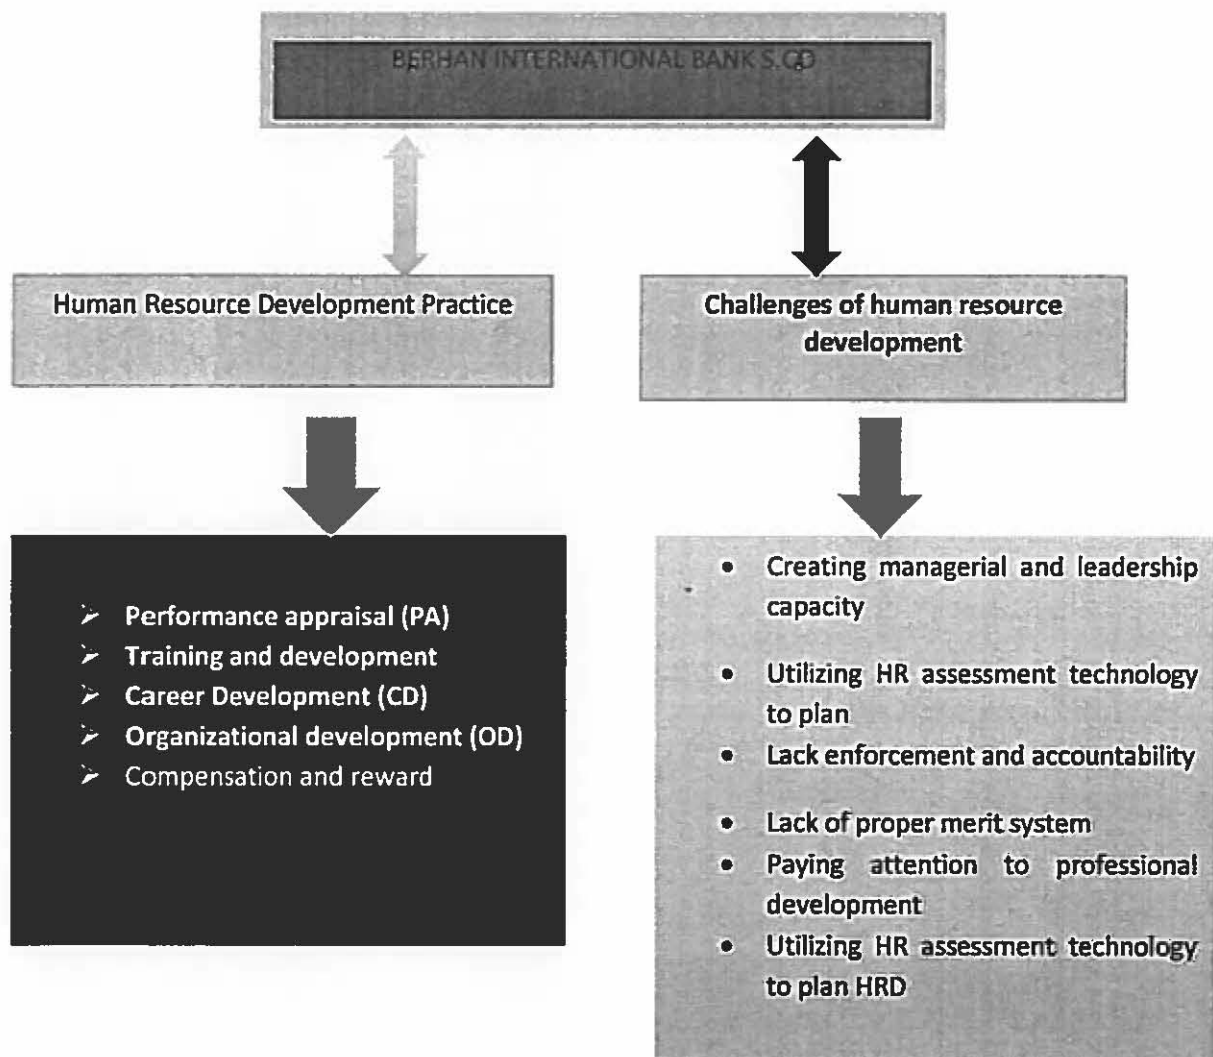 BERHAN INTERNATIONAL BANK S.CO
Human Resource Development Practice
Challenges of human resource
development
➢ Performance appraisal (PA)
➢ Training and development
➢ Career Development (CD)
➢ Organizational development (OD)
➢ Compensation and reward
• Creating managerial and leadership
capacity
• Utilizing HR assessment technology
to plan
• Lack enforcement and accountability
• Lack of proper merit system
• Paying attention to professional
development
• Utilizing HR assessment technology
to plan HRD